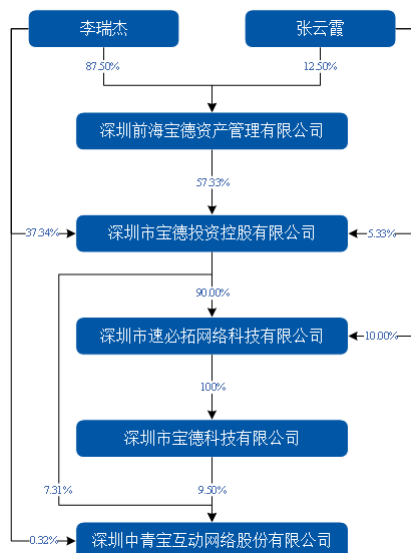 李瑞杰 张云霞
87.50% 12.50%
深圳前海宝德资产管理有限公司
57.33%
37.34% 深圳市宝德投资控股有限公司 5.33%
90.00%
深圳市速必拓网络科技有限公司 10.00%
100%
深圳市宝德科技有限公司
7.31% 9.50%
0.32% 深圳中青宝互动网络股份有限公司